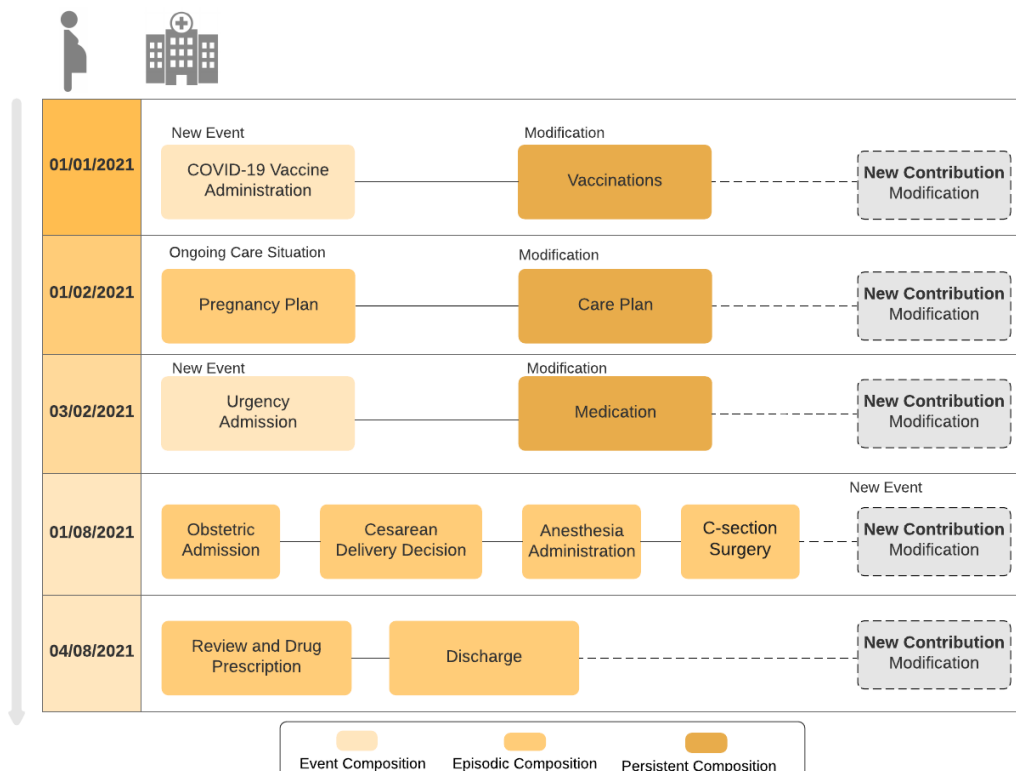 New Event
Modification
01/01/2021
COVID-19 Vaccine
Administration
Vaccinations
New Contribution
Modification
Ongoing Care Situation
Modification
01/02/2021
Pregnancy Plan
Care Plan
New Contribution
Modification
New Event
Modification
03/02/2021
Urgency
Admission
Medication
New Contribution
Modification
New Event
01/08/2021
Obstetric
Admission
Cesarean
Delivery Decision
Anesthesia
Administration
C-section
Surgery
New Contribution
Modification
04/08/2021
Review and Drug
Prescription
Discharge
New Contribution
Modification
Event Composition
Episodic Composition
Persistent Composition